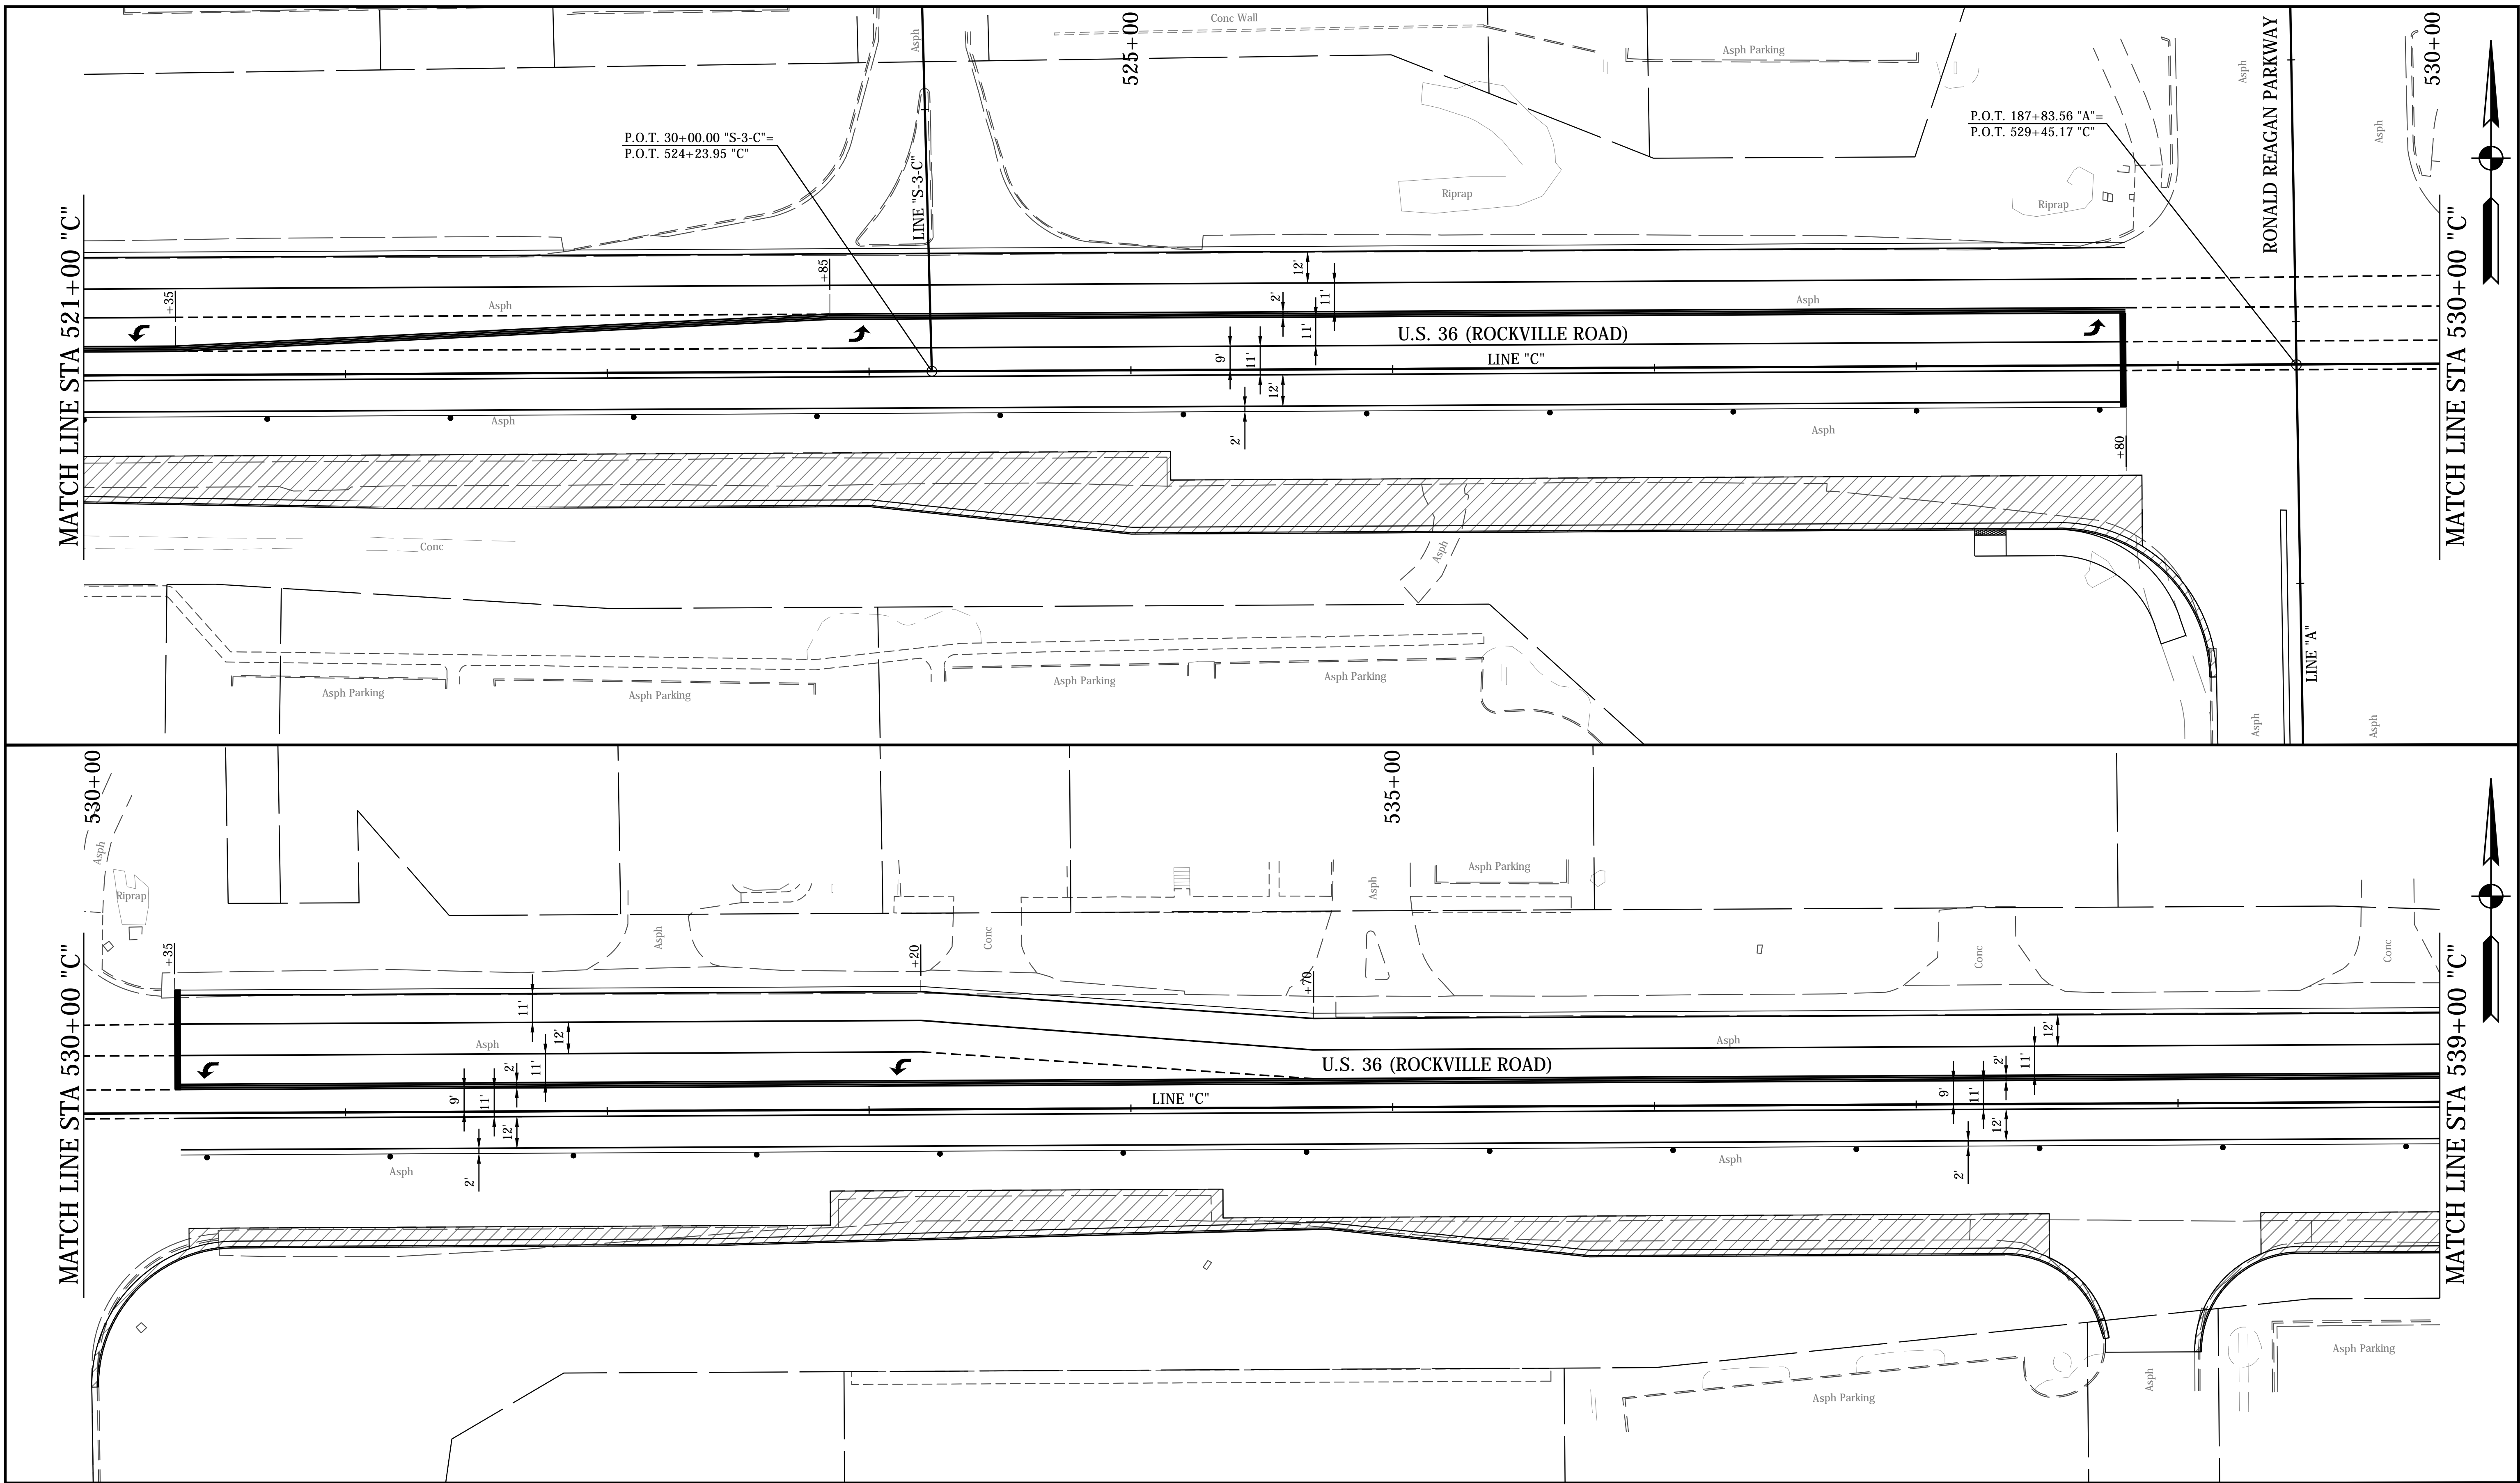 Conc Wall
525+00
530+00
Asph
Asph Parking
Asph
RONALD REAGAN PARKWAY
Asph
P.O.T. 30+00.00 "S-3-C"=
P.O.T. 524+23.95 "C"
P.O.T. 187+83.56 "A"=
P.O.T. 529+45.17 "C"
LINE "S-3-C"
Riprap
Riprap
MATCH LINE STA 521+00 "C"
MATCH LINE STA 530+00 "C"
+35
+85
12'
2'
11'
Asph
Asph
11'
U.S. 36 (ROCKVILLE ROAD)
LINE "C"
9'
11'
12'
2'
Asph
Asph
+80
Conc
Asph
LINE "A"
Asph Parking
Asph Parking
Asph Parking
Asph Parking
Asph
Asph
530+00
535+00
Asph
Riprap
Asph Parking
Asph
Asph
Conc
Conc
Conc
MATCH LINE STA 530+00 "C"
MATCH LINE STA 539+00 "C"
+35
+20
+70
11'
12'
Asph
11'
2'
Asph
12'
11'
2'
U.S. 36 (ROCKVILLE ROAD)
LINE "C"
9'
11'
12'
2'
9'
11'
12'
2'
Asph
Asph
Asph Parking
Asph
Asph Parking